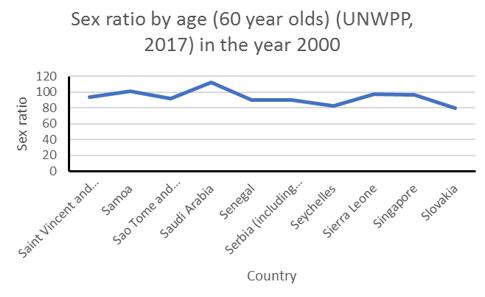 Sex ratio by age (60 year olds) (UNWPP,
2017) in the year 2000
120
100
80
60
40
20
0
Sex ratio
Saint Vincent and...
Samoa
Sao Tome and...
Saudi Arabia
Senegal
Serbia (including...
Seychelles
Sierra Leone
Singapore
Slovakia
Country